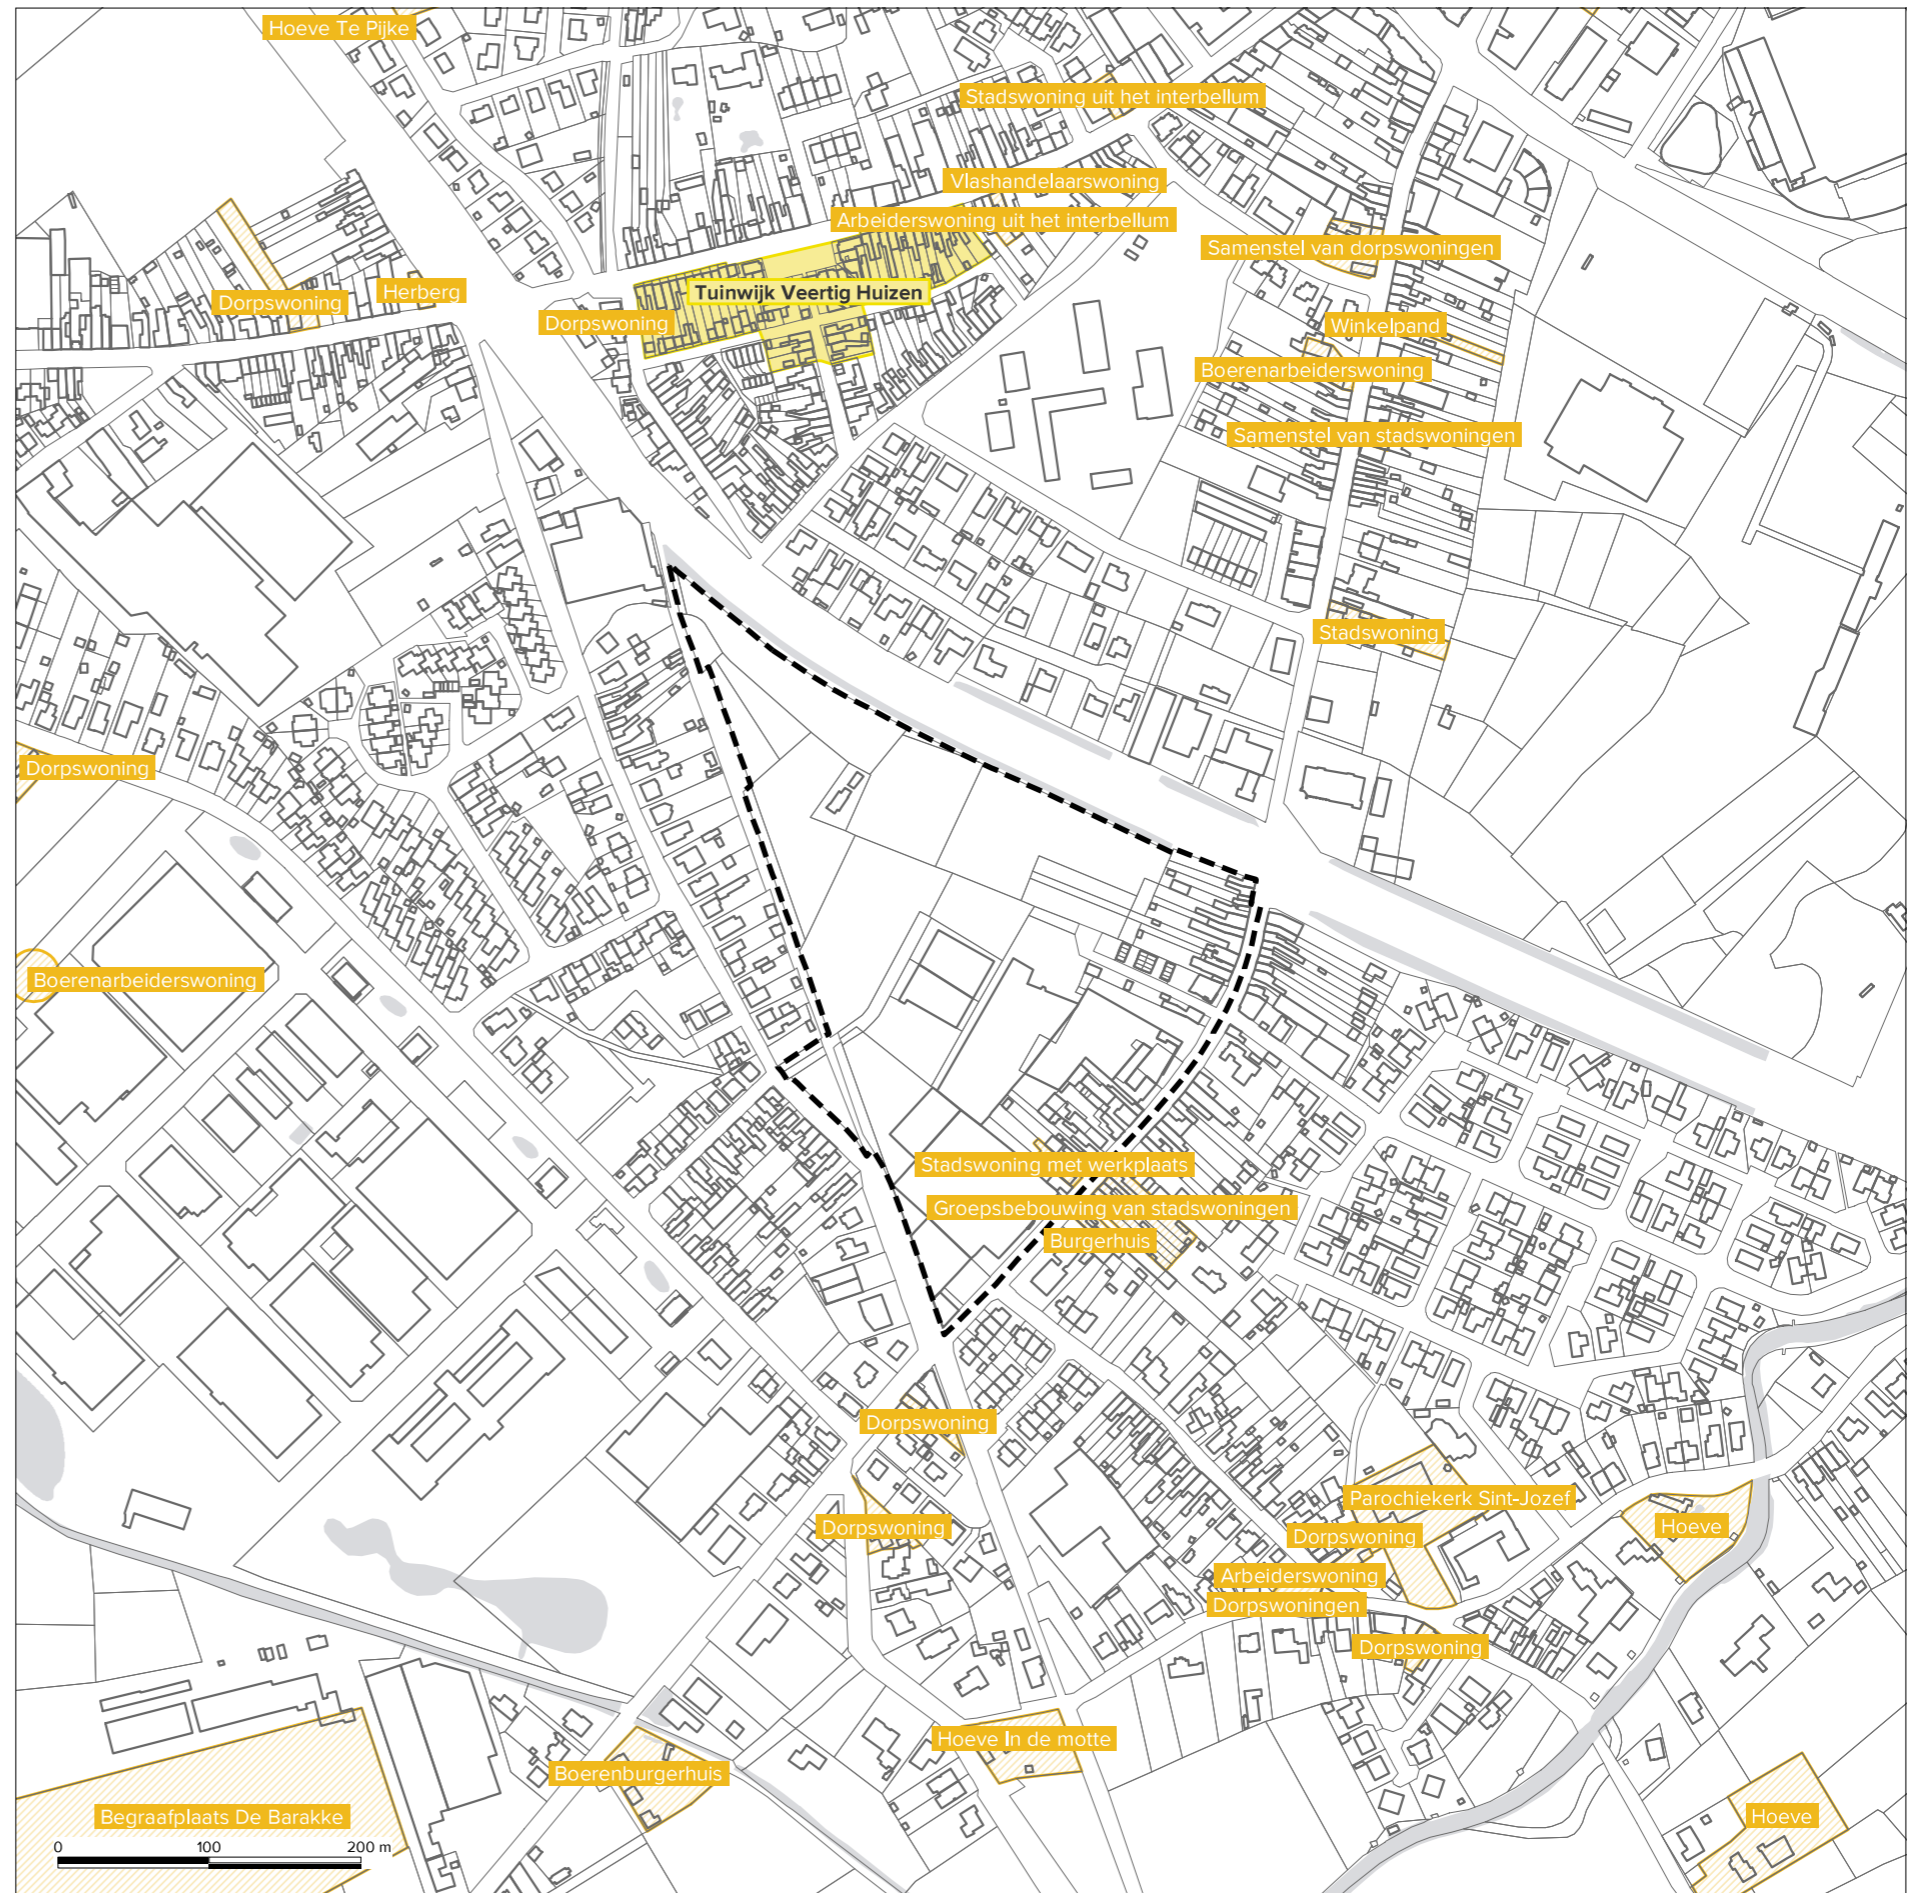 Hoeve Te Pijke
Stadswoning uit het interbellum
Vlashandelaarswoning
Arbeiderswoning uit het interbellum
Samenstel van dorpswoningen
Herberg
Dorpswoning
Tuinwijk Veertig Huizen
Dorpswoning
Winkelpand
Boerenarbeiderswoning
Samenstel van stadswoningen
Stadswoning
Dorpswoning
Boerenarbeiderswoning
Stadswoning met werkplaats
Groepsbebouwing van stadswoningen
Burgerhuis
Dorpswoning
Parochiekerk Sint-Jozef
Dorpswoning
Hoeve
Dorpswoning
Arbeiderswoning
Dorpswoningen
Dorpswoning
Hoeve In de motte
Boerenburgerhuis
Begraafplaats De Barakke
Hoeve
0 100 200 m